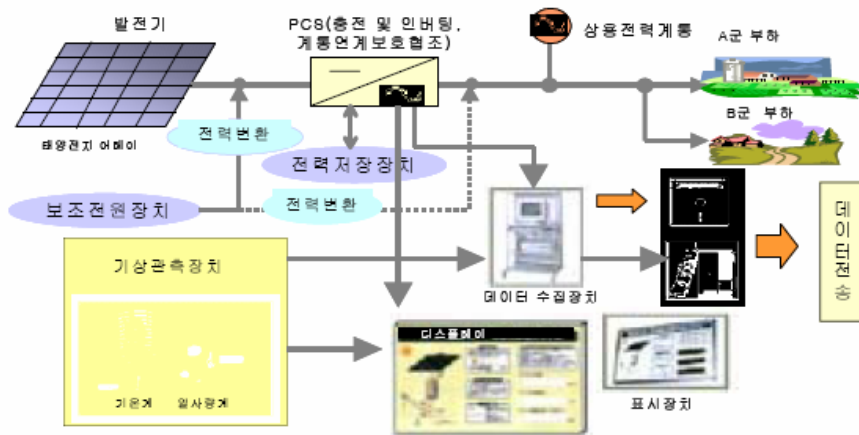 발전기
PCS(충전 및 인버팅,
계통연계보호협조)
상용전력계통
A군 부하
B군 부하
태양전지 어레이
전력변환
전력저장장치
보조전원장치
전력변환
데이터전송
기상관측장치
데이터 수집장치
디스플레이
기온계
일사량계
표시장치